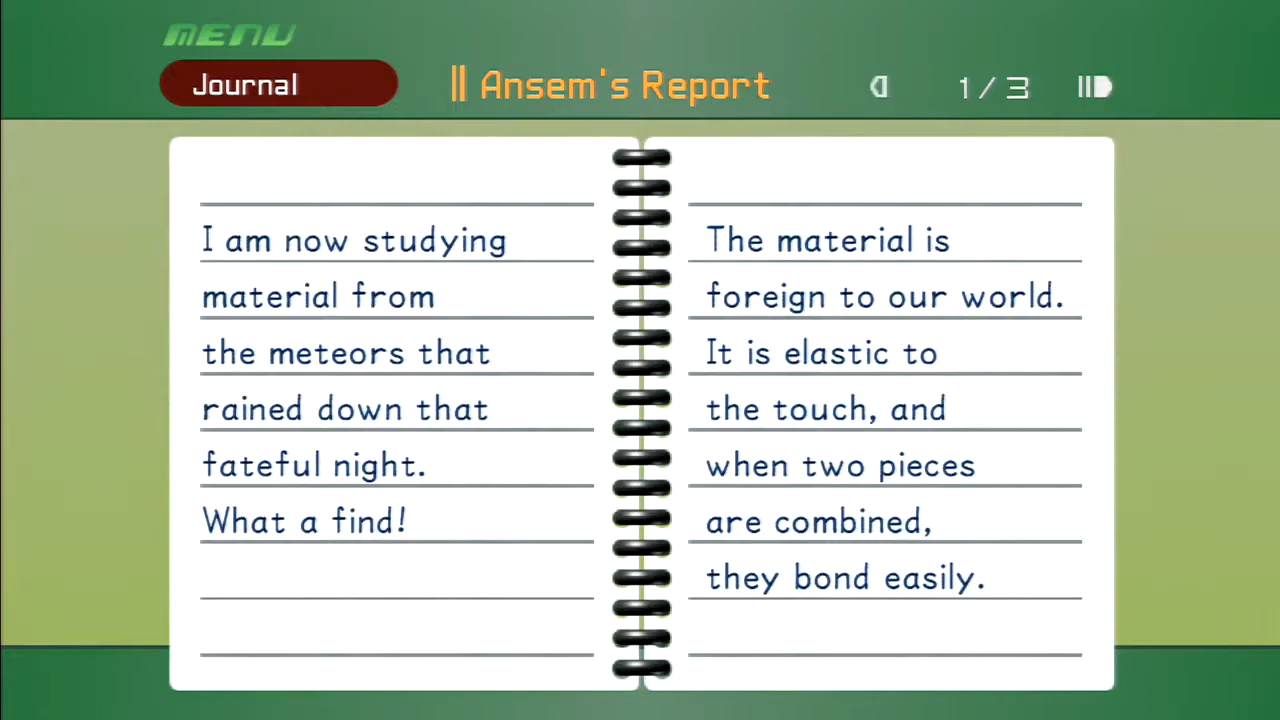 MENU
Journal
Ansem's Report
1/3
I am now studying
material from
the meteors that
rained down that
fateful night.
What a find!
The material is
foreign to our world.
It is elastic to
the touch, and
when two pieces
are combined,
they bond easily.